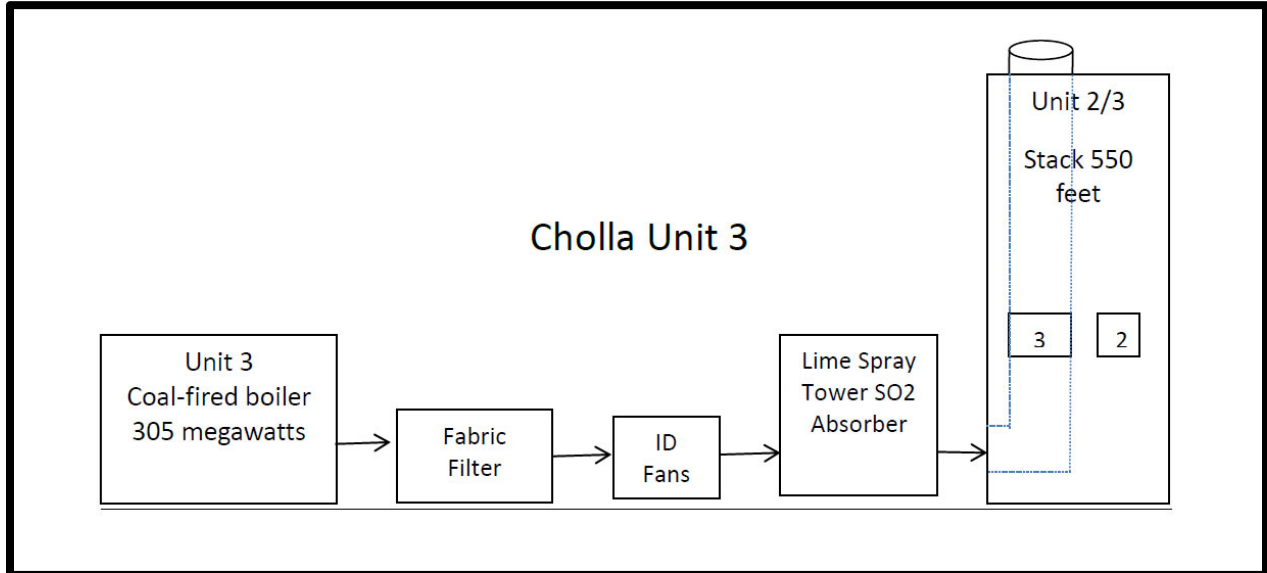 Unit 2/3
Stack 550
feet
Cholla Unit 3
3
2
Unit 3
Coal-fired boiler
305 megawatts
Fabric
Filter
ID
Fans
Lime Spray
Tower SO2
Absorber